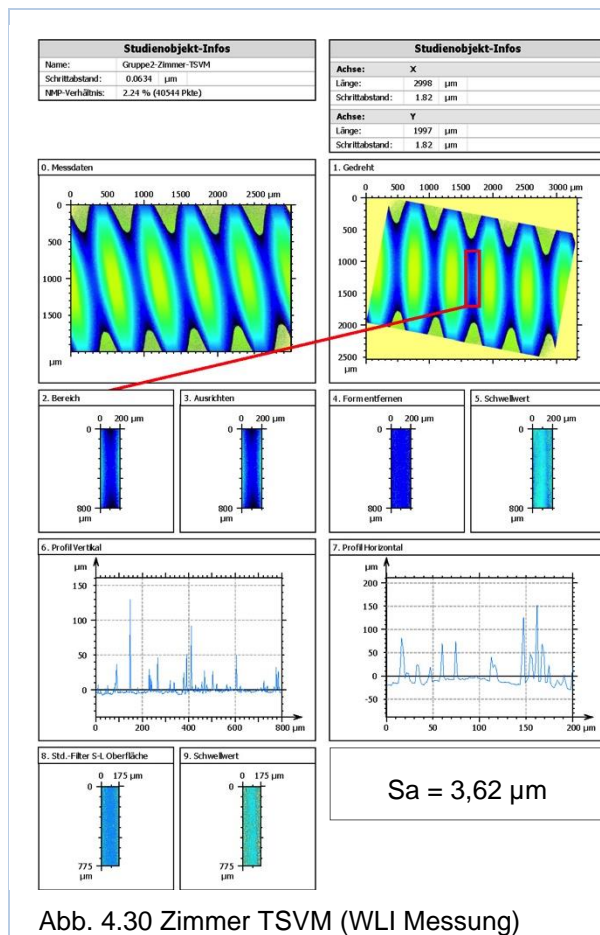 Studienobjekt-Infos
Name: Gruppe2-Zimmer-TSVM
Schrittabstand: 0.0634 µm
NMP-Verhältnis: 2.24 % (40544 Pkte)
Studienobjekt-Infos
Achse: X
Länge: 2998 µm
Schrittabstand: 1.82 µm
Achse: Y
Länge: 1997 µm
Schrittabstand: 1.82 µm
0. Messdaten
0 500 1000 1500 2000 2500 µm
0
500
1000
1500
µm
1. Gedreht
0 500 1000 1500 2000 2500 3000 µm
0
500
1000
1500
2000
2500
µm
2. Bereich
0 200 µm
0
800
µm
3. Ausrichten
0 200 µm
0
800
µm
4. Form entfernen
0 200 µm
0
800
µm
5. Schwellwert
0 200 µm
0
800
µm
6. Profil Vertikal
µm
150
100
50
0
0 200 400 600 800 µm
7. Profil Horizontal
µm
200
150
100
50
0
-50
0 50 100 150 200 µm
8. Std.-Filter S-L Oberfläche
0 175 µm
0
775
µm
9. Schwellwert
0 175 µm
0
775
µm
Sa = 3,62 µm
Abb. 4.30 Zimmer TSVM (WLI Messung)